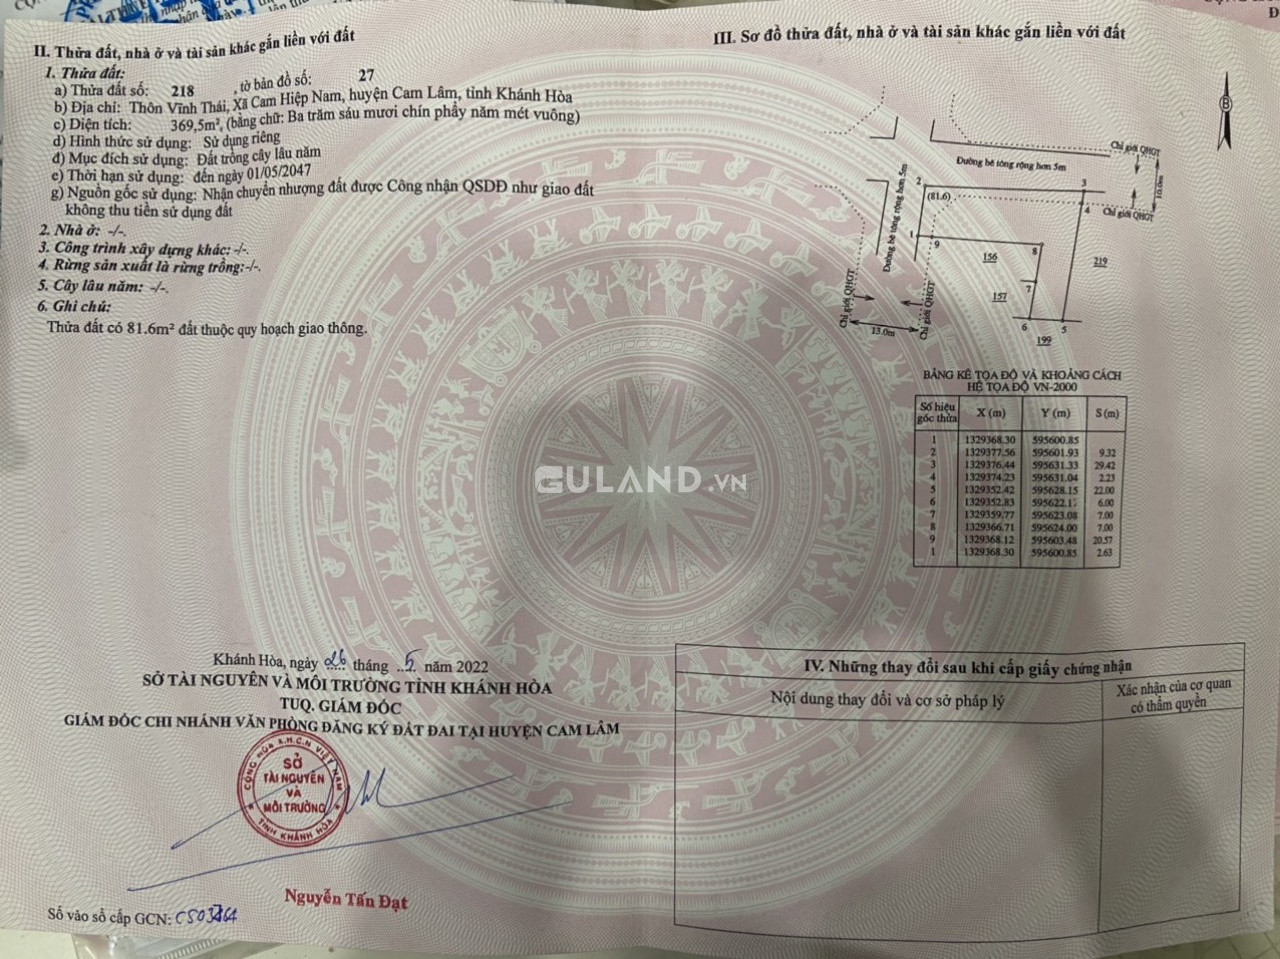 II. Thửa đất, nhà ở và tài sản khác gắn liền với đất
1. Thửa đất:
a) Thửa đất số: 218 , tờ bản đồ số: 27
b) Địa chỉ: Thôn Vĩnh Thái, Xã Cam Hiệp Nam, huyện Cam Lâm, tỉnh Khánh Hòa
c) Diện tích: 369,5m², (bằng chữ: Ba trăm sáu mươi chín phẩy năm mét vuông)
d) Hình thức sử dụng: Sử dụng riêng
đ) Mục đích sử dụng: Đất trồng cây lâu năm
e) Thời hạn sử dụng: đến ngày 01/05/2047
g) Nguồn gốc sử dụng: Nhận chuyển nhượng đất được Công nhận QSDĐ như giao đất
không thu tiền sử dụng đất
2. Nhà ở: -/-.
3. Công trình xây dựng khác: -/-.
4. Rừng sản xuất là rừng trồng:-/-.
5. Cây lâu năm: -/-.
6. Ghi chú:
Thửa đất có 81.6m² đất thuộc quy hoạch giao thông.
Khánh Hòa, ngày 26 tháng 5 năm 2022
SỞ TÀI NGUYÊN VÀ MÔI TRƯỜNG TỈNH KHÁNH HÒA
TUQ. GIÁM ĐỐC
GIÁM ĐỐC CHI NHÁNH VĂN PHÒNG ĐĂNG KÝ ĐẤT ĐAI TẠI HUYỆN CAM LÂM
CỘNG HÒA X.H.C.N VIỆT NAM
SỞ
TÀI NGUYÊN
VÀ
MÔI TRƯỜNG
TỈNH KHÁNH HÒA
Nguyễn Tấn Đạt
Số vào sổ cấp GCN:
III. Sơ đồ thửa đất, nhà ở và tài sản khác gắn liền với đất
B
Đường bê tông rộng hơn 5m
Chỉ giới QHGT
10.0m
Chỉ giới QHGT
Đường bê tông rộng hơn 5m
2
(81.6)
3
4
1
9
8
156
219
157
7
6
5
199
Chỉ giới QHGT
13.0m
Chỉ giới QHGT
BẢNG KÊ TỌA ĐỘ VÀ KHOẢNG CÁCH
HỆ TỌA ĐỘ VN-2000
Số hiệu góc thửa X (m) Y (m) S (m)
1 1329368.30 595600.85
2 1329377.56 595601.93 9.32
3 1329376.44 595631.33 29.42
4 1329374.23 595631.04 2.23
5 1329352.42 595628.15 22.00
6 1329352.83 595622.17 6.00
7 1329359.77 595623.08 7.00
8 1329366.71 595624.00 7.00
9 1329368.12 595603.48 20.57
1 1329368.30 595600.85 2.63
GULAND.VN
IV. Những thay đổi sau khi cấp giấy chứng nhận
Nội dung thay đổi và cơ sở pháp lý
Xác nhận của cơ quan
có thẩm quyền